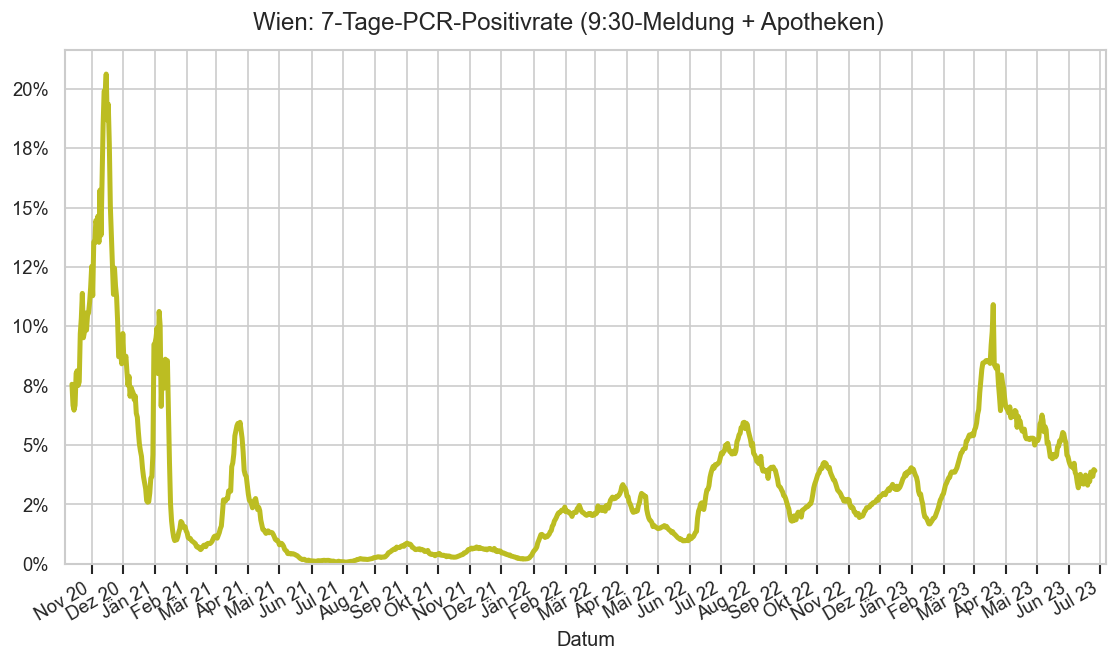 Wien: 7-Tage-PCR-Positivrate (9:30-Meldung + Apotheken)
20%
18%
15%
12%
10%
8%
5%
2%
0%
Nov 20
Dez 20
Jän 21
Feb 21
Mär 21
Apr 21
Mai 21
Jun 21
Jul 21
Aug 21
Sep 21
Okt 21
Nov 21
Dez 21
Jän 22
Feb 22
Mär 22
Apr 22
Mai 22
Jun 22
Jul 22
Aug 22
Sep 22
Okt 22
Nov 22
Dez 22
Jän 23
Feb 23
Mär 23
Apr 23
Mai 23
Jun 23
Jul 23
Datum